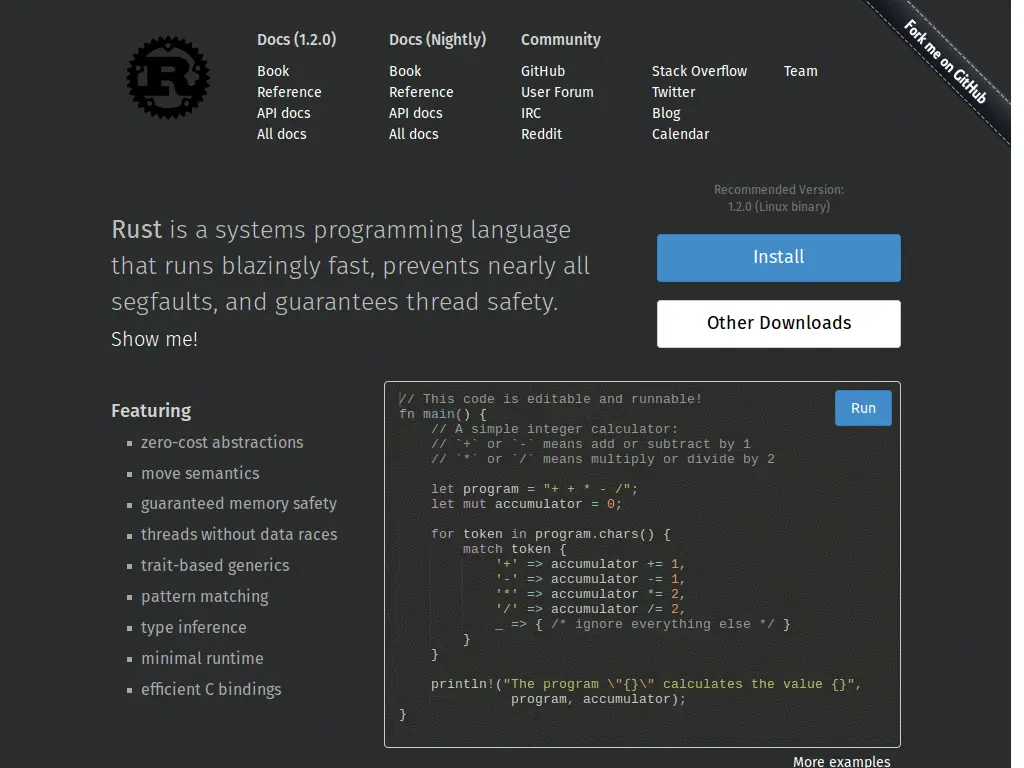 Docs (1.2.0)
Book
Reference
API docs
All docs
Docs (Nightly)
Book
Reference
API docs
All docs
Community
GitHub
User Forum
IRC
Reddit
Stack Overflow
Twitter
Blog
Calendar
Team
Fork me on GitHub
R
Rust is a systems programming language
that runs blazingly fast, prevents nearly all
segfaults, and guarantees thread safety.
Show me!
Recommended Version:
1.2.0 (Linux binary)
Install
Other Downloads
Featuring
zero-cost abstractions
move semantics
guaranteed memory safety
threads without data races
trait-based generics
pattern matching
type inference
minimal runtime
efficient C bindings
Run
// This code is editable and runnable!
fn main() {
    // A simple integer calculator:
    // `+` or `-` means add or subtract by 1
    // `*` or `/` means multiply or divide by 2
    let program = "+ + * - /";
    let mut accumulator = 0;
    for token in program.chars() {
        match token {
            '+' => accumulator += 1,
            '-' => accumulator -= 1,
            '*' => accumulator *= 2,
            '/' => accumulator /= 2,
            _ => { /* ignore everything else */ }
        }
    }
    println!("The program \"{}\" calculates the value {}",
              program, accumulator);
}
More examples